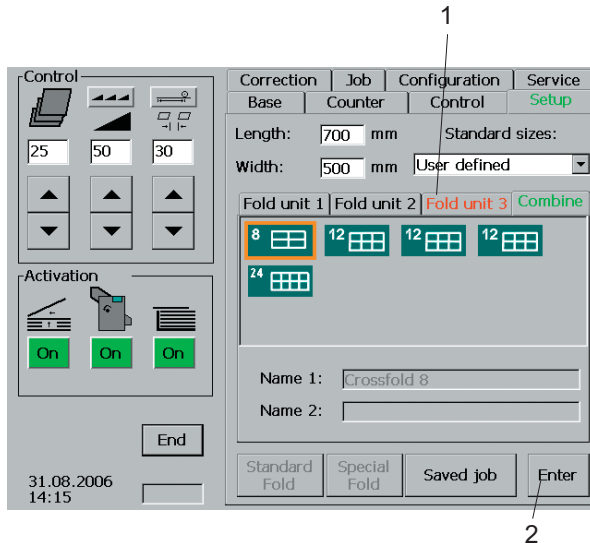 1
Control
25 50 30
Activation
On On On
End
31.08.2006
14:15
Correction Job Configuration Service
Base Counter Control Setup
Length: 700 mm Standard sizes:
Width: 500 mm User defined
Fold unit 1 Fold unit 2 Fold unit 3 Combine
8 12 12 12
24
Name 1: Crossfold 8
Name 2:
Standard Fold Special Fold Saved job Enter
2